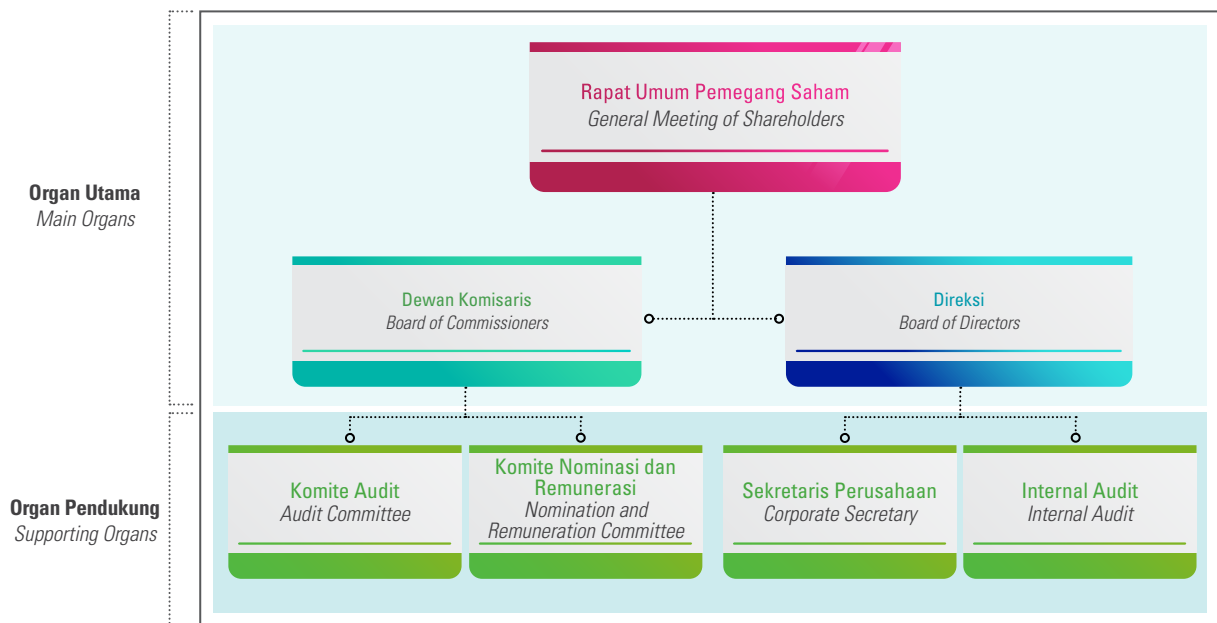 Rapat Umum Pemegang Saham
General Meeting of Shareholders
Organ Utama
Main Organs
Dewan Komisaris
Board of Commissioners
Direksi
Board of Directors
Organ Pendukung
Supporting Organs
Komite Audit
Audit Committee
Komite Nominasi dan
Remunerasi
Nomination and
Remuneration Committee
Sekretaris Perusahaan
Corporate Secretary
Internal Audit
Internal Audit